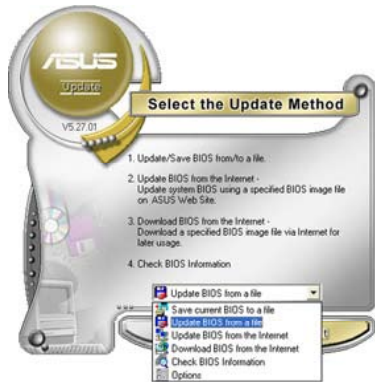 ASUS
Update
V5.27.01
Select the Update Method
1. Update/Save BIOS from/to a file.
2. Update BIOS from the Internet -
Update system BIOS using a specified BIOS image file
on ASUS Web Site.
3. Download BIOS from the Internet -
Download a specified BIOS image file via Internet for
later usage.
4. Check BIOS Information
Update BIOS from a file
Save current BIOS to a file
Update BIOS from a file
Update BIOS from the Internet
Download BIOS from the Internet
Check BIOS Information
Options